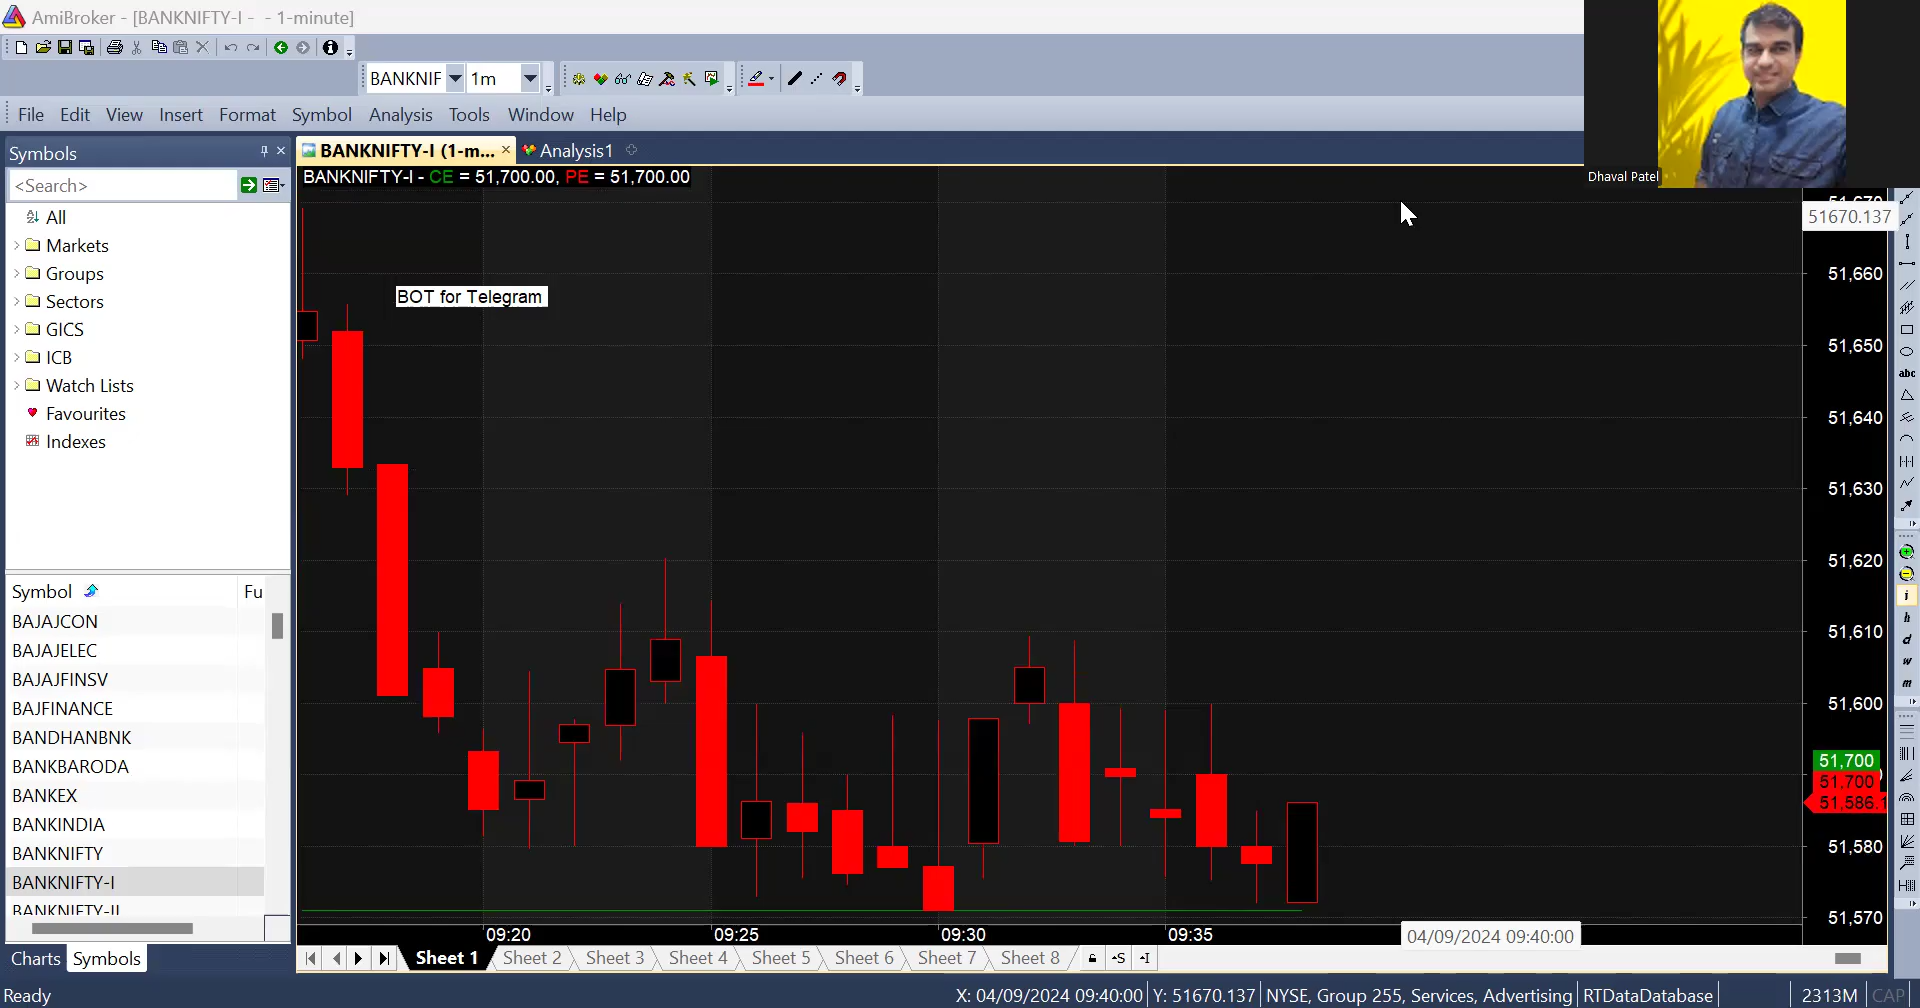 AmiBroker - [BANKNIFTY-I - - 1-minute]
BANKNIF 1m
File Edit View Insert Format Symbol Analysis Tools Window Help
Symbols
BANKNIFTY-I (1-m... Analysis1
<Search>
BANKNIFTY-I - CE = 51,700.00, PE = 51,700.00
Dhaval Patel
All
Markets
Groups
Sectors
GICS
ICB
Watch Lists
Favourites
Indexes
BOT for Telegram
51670.137
51,660
51,650
51,640
51,630
51,620
51,610
51,600
51,700
51,700
51,586.1
51,580
51,570
abc
i
h
d
w
m
Symbol Fu
BAJAJCON
BAJAJELEC
BAJAJFINSV
BAJFINANCE
BANDHANBNK
BANKBARODA
BANKEX
BANKINDIA
BANKNIFTY
BANKNIFTY-I
BANKNIFTY-II
09:20 09:25 09:30 09:35 04/09/2024 09:40:00
Charts Symbols
Sheet 1 Sheet 2 Sheet 3 Sheet 4 Sheet 5 Sheet 6 Sheet 7 Sheet 8 S I
Ready X: 04/09/2024 09:40:00 Y: 51670.137 NYSE, Group 255, Services, Advertising RTDataDatabase 2313M CAP